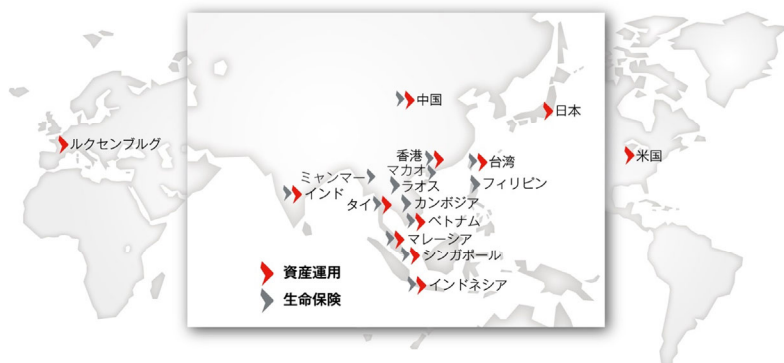 中国
日本
ルクセンブルグ
香港
台湾
米国
マカオ
ミャンマー
ラオス
フィリピン
インド
タイ
カンボジア
ベトナム
マレーシア
シンガポール
資産運用
インドネシア
生命保険